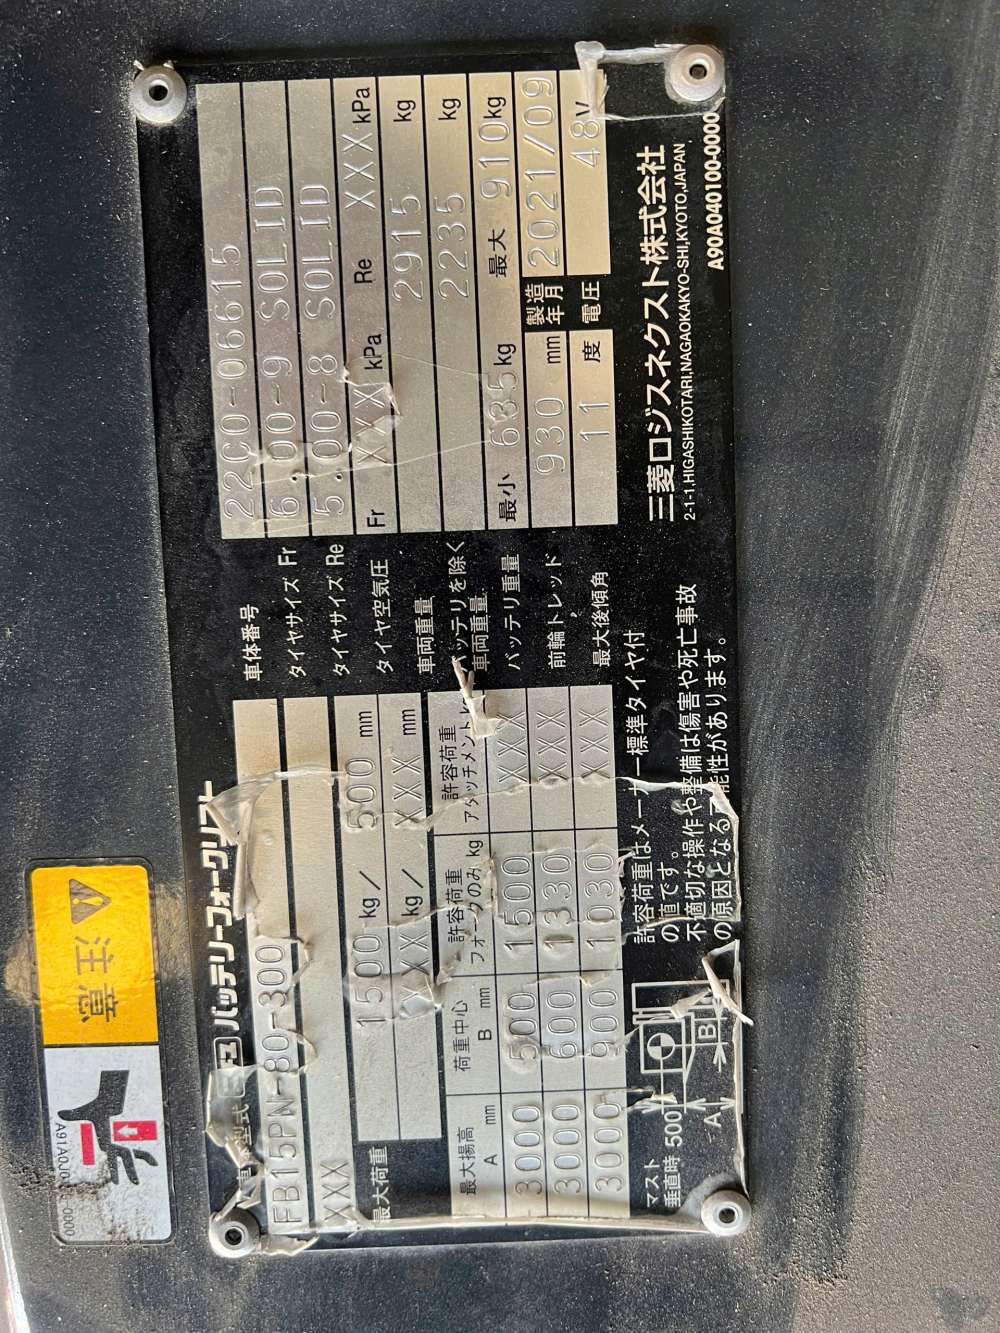 注意
A91A0J0
-0000
車両型式
ニチユ バッテリーフォークリフト
FB15PN-80-300
XXX
最大荷重 1500 kg / 500 mm
XXX kg / XXX mm
最大揚高 A mm 荷重中心 B mm 許容荷重 フォークのみ kg 許容荷重 アタッチメント kg
3000 500 1500 XXX
3000 600 1330 XXX
3000 900 1030 XXX
マスト
垂直時 500
A
B
許容荷重はメーカー標準タイヤ付
の値です。
不適切な操作や整備は傷害や死亡事故
の原因となる可能性があります。
車体番号 22C0-06615
タイヤサイズ Fr 6.00-9 SOLID
タイヤサイズ Re 5.00-8 SOLID
タイヤ空気圧 Fr XXX kPa Re XXX kPa
車両重量 2915 kg
バッテリを除く
車両重量 2235 kg
バッテリ重量 最小 635 kg 最大 910 kg
前輪トレッド 930 mm 製造年月 2021/09
最大後傾角 11 度 電圧 48 V
三菱ロジスネクスト株式会社
2-1-1,HIGASHIKOTARI,NAGAOKAKYO-SHI,KYOTO,JAPAN
A90A040100-0000